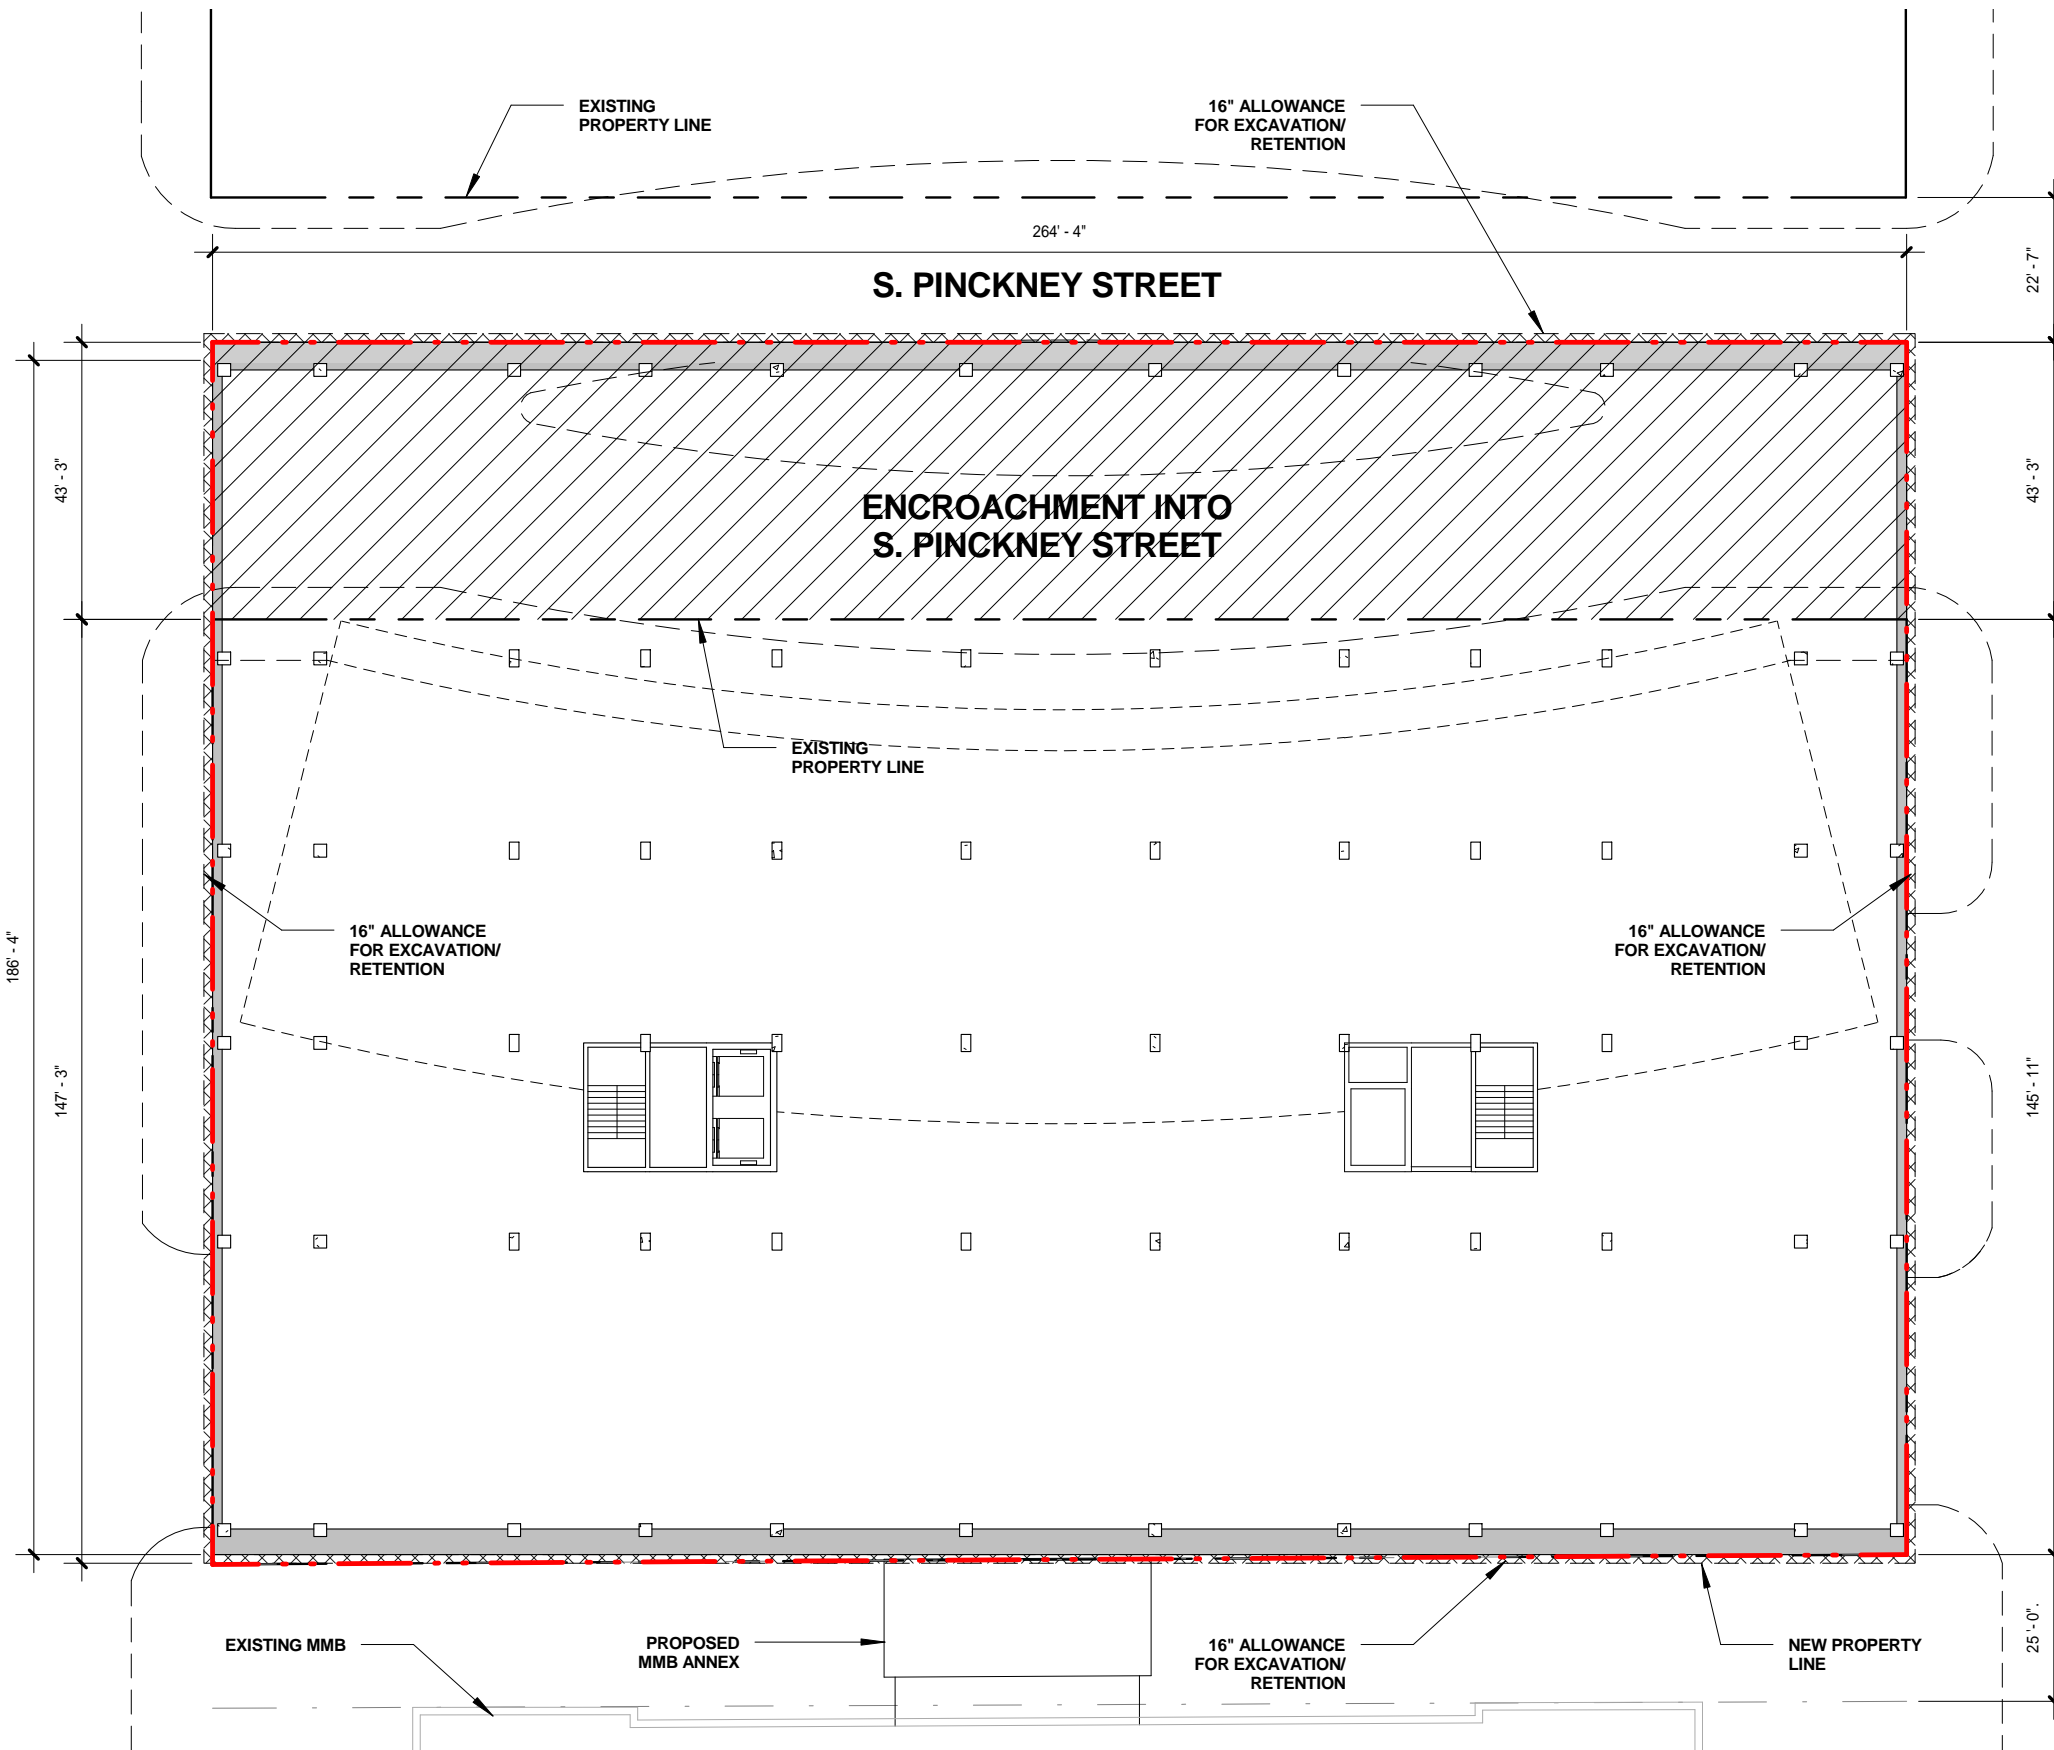 EXISTING
PROPERTY LINE
16" ALLOWANCE
FOR EXCAVATION/
RETENTION
264' - 4"
22' - 7"
S. PINCKNEY STREET
43' - 3"
43' - 3"
ENCROACHMENT INTO
S. PINCKNEY STREET
EXISTING
PROPERTY LINE
186' - 4"
16" ALLOWANCE
FOR EXCAVATION/
RETENTION
16" ALLOWANCE
FOR EXCAVATION/
RETENTION
147' - 3"
145' - 11"
EXISTING MMB
PROPOSED
MMB ANNEX
16" ALLOWANCE
FOR EXCAVATION/
RETENTION
NEW PROPERTY
LINE
25 '- 0".